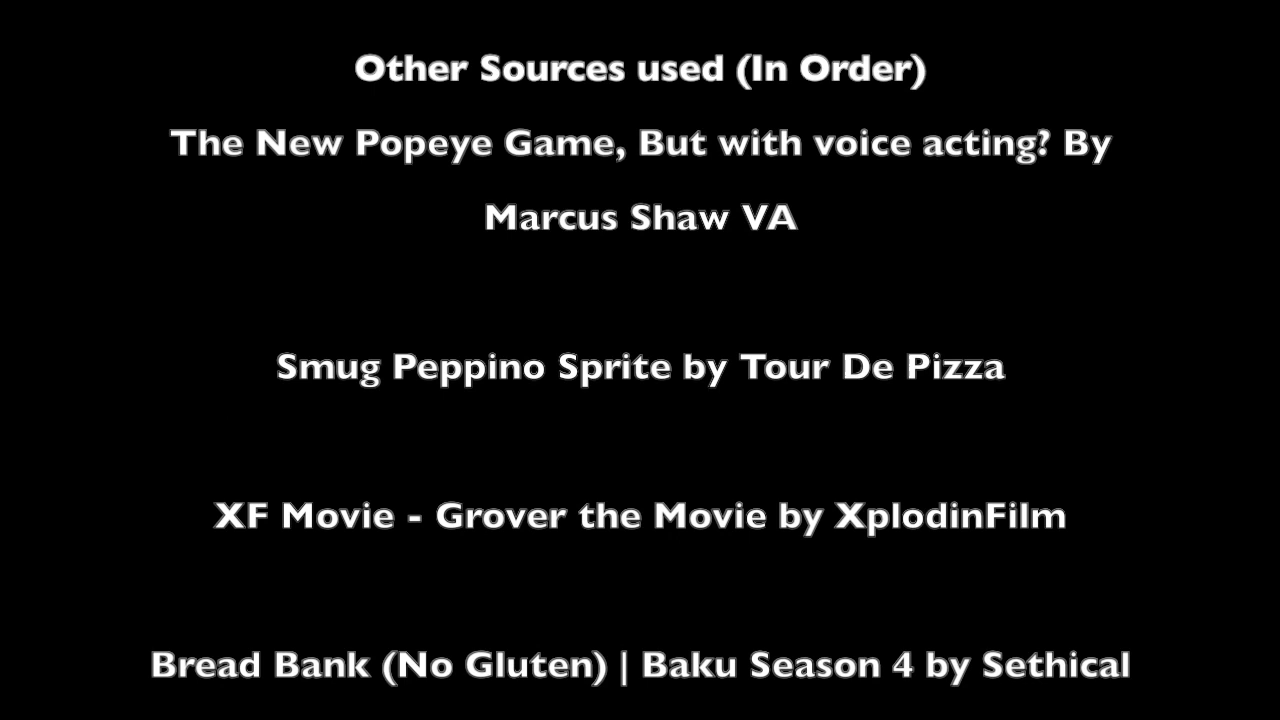 Other Sources used (In Order)
The New Popeye Game, But with voice acting? By
Marcus Shaw VA
Smug Peppino Sprite by Tour De Pizza
XF Movie - Grover the Movie by XplodinFilm
Bread Bank (No Gluten) | Baku Season 4 by Sethical